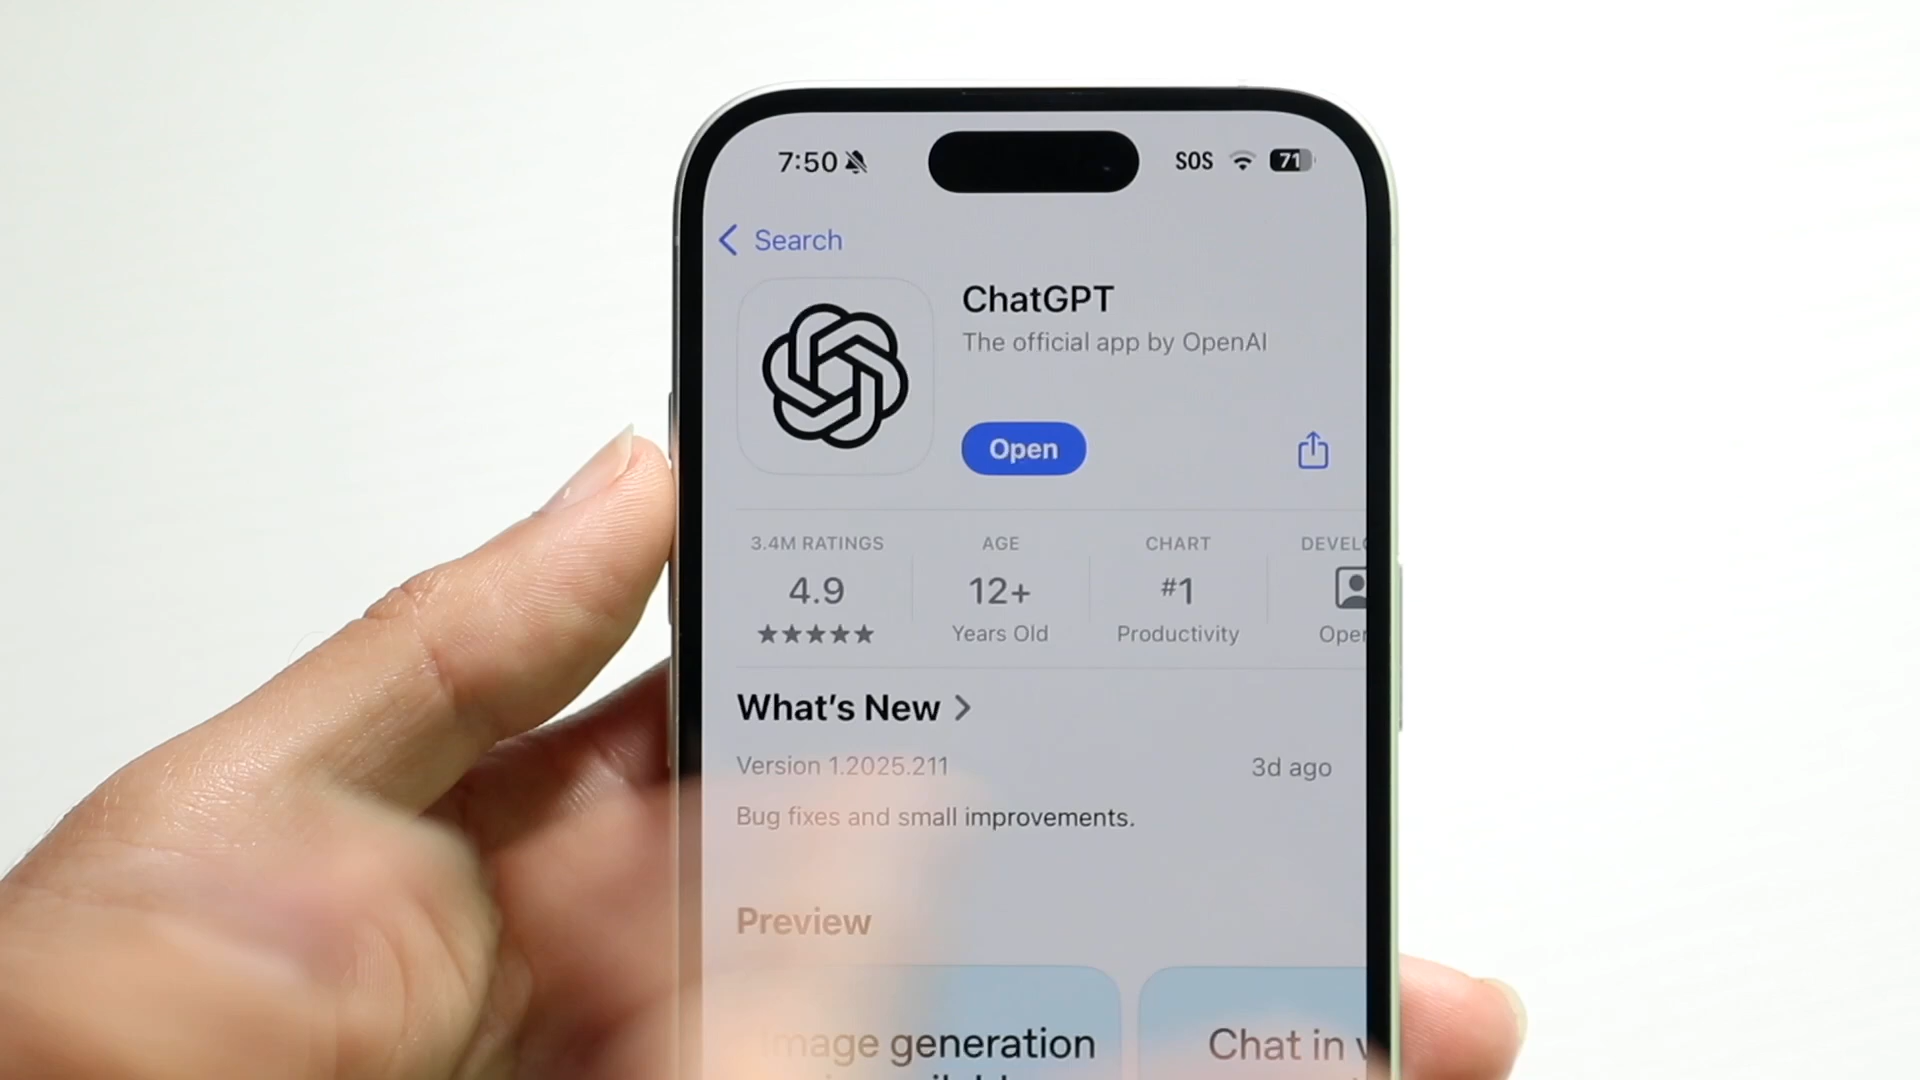 7:50 SOS 71
Search
ChatGPT
The official app by OpenAI
Open
3.4M RATINGS AGE CHART DEVELO
4.9 12+ #1
★★★★★ Years Old Productivity Oper
What's New
Version 1.2025.211 3d ago
Bug fixes and small improvements.
Preview
Image generation Chat in v